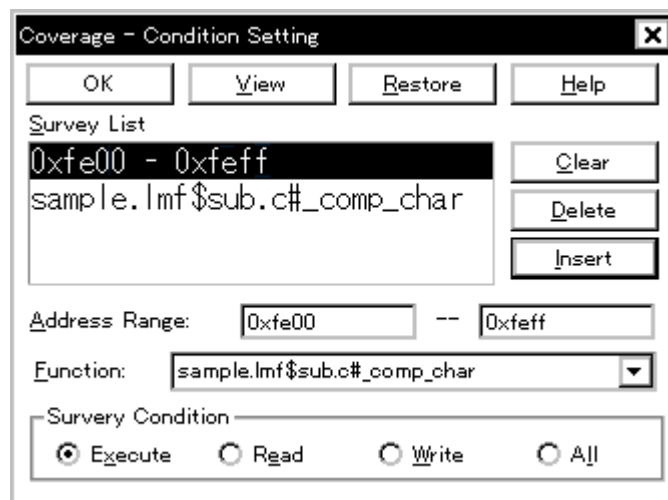 Coverage - Condition Setting
OK View Restore Help
Survey List
0xfe00 - 0xfeff
sample.lmf$sub.c#_comp_char
Clear
Delete
Insert
Address Range: 0xfe00 -- 0xfeff
Function: sample.lmf$sub.c#_comp_char
Survery Condition
Execute Read Write All